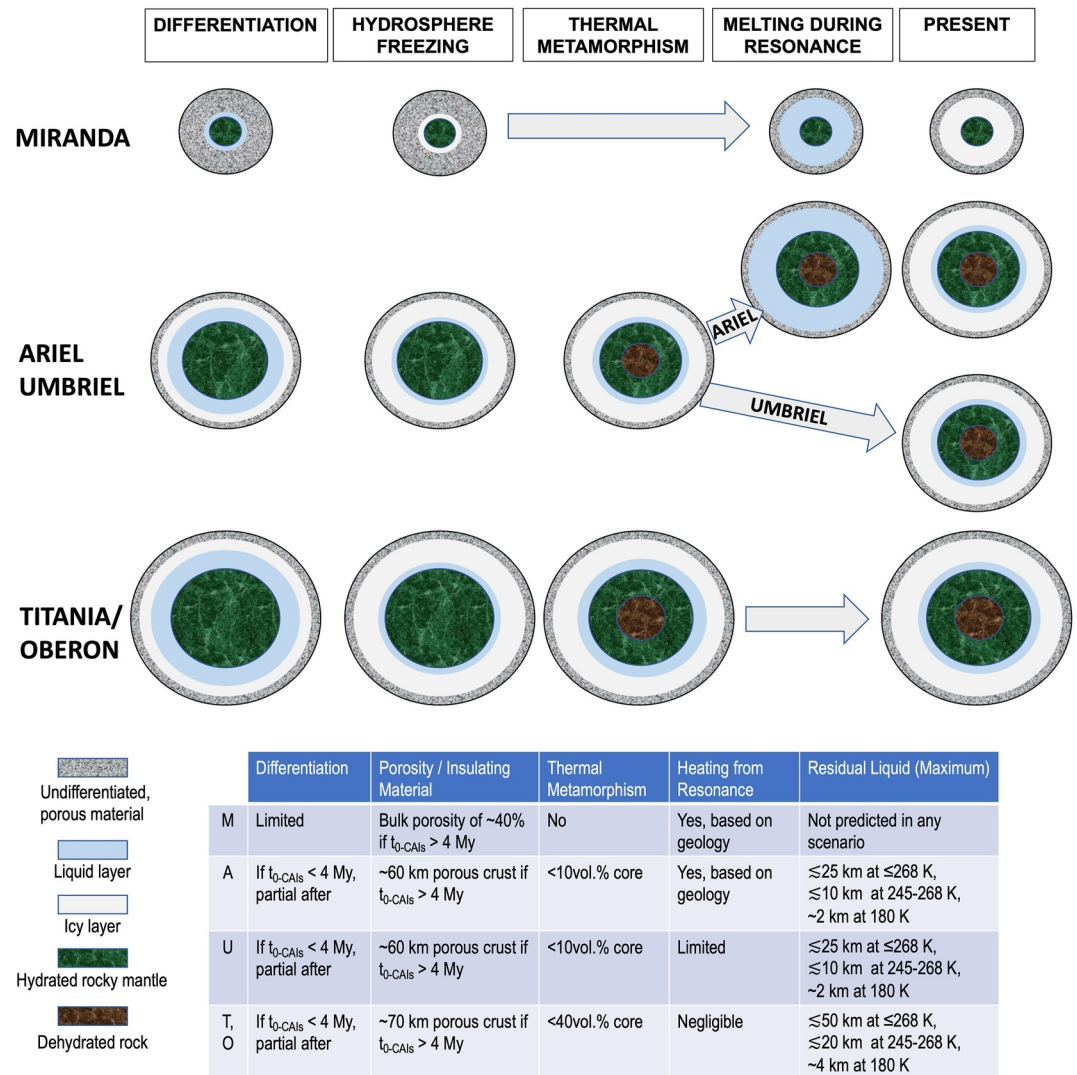 DIFFERENTIATION
HYDROSPHERE
FREEZING
THERMAL
METAMORPHISM
MELTING DURING
RESONANCE
PRESENT
MIRANDA
ARIEL
UMBRIEL
ARIEL
UMBRIEL
TITANIA/
OBERON
Undifferentiated,
porous material
Liquid layer
Icy layer
Hydrated rocky mantle
Dehydrated rock
Differentiation
Porosity / Insulating
Material
Thermal
Metamorphism
Heating from
Resonance
Residual Liquid (Maximum)
M
Limited
Bulk porosity of ~40%
if t0-CAIs > 4 My
No
Yes, based on
geology
Not predicted in any
scenario
A
If t0-CAIs < 4 My,
partial after
~60 km porous crust if
t0-CAIs > 4 My
<10vol.% core
Yes, based on
geology
≲25 km at ≤268 K,
≲10 km at 245-268 K,
~2 km at 180 K
U
If t0-CAIs < 4 My,
partial after
~60 km porous crust if
t0-CAIs > 4 My
<10vol.% core
Limited
≲25 km at ≤268 K,
≲10 km at 245-268 K,
~2 km at 180 K
T,
O
If t0-CAIs < 4 My,
partial after
~70 km porous crust if
t0-CAIs > 4 My
<40vol.% core
Negligible
≲50 km at ≤268 K,
≲20 km at 245-268 K,
~4 km at 180 K